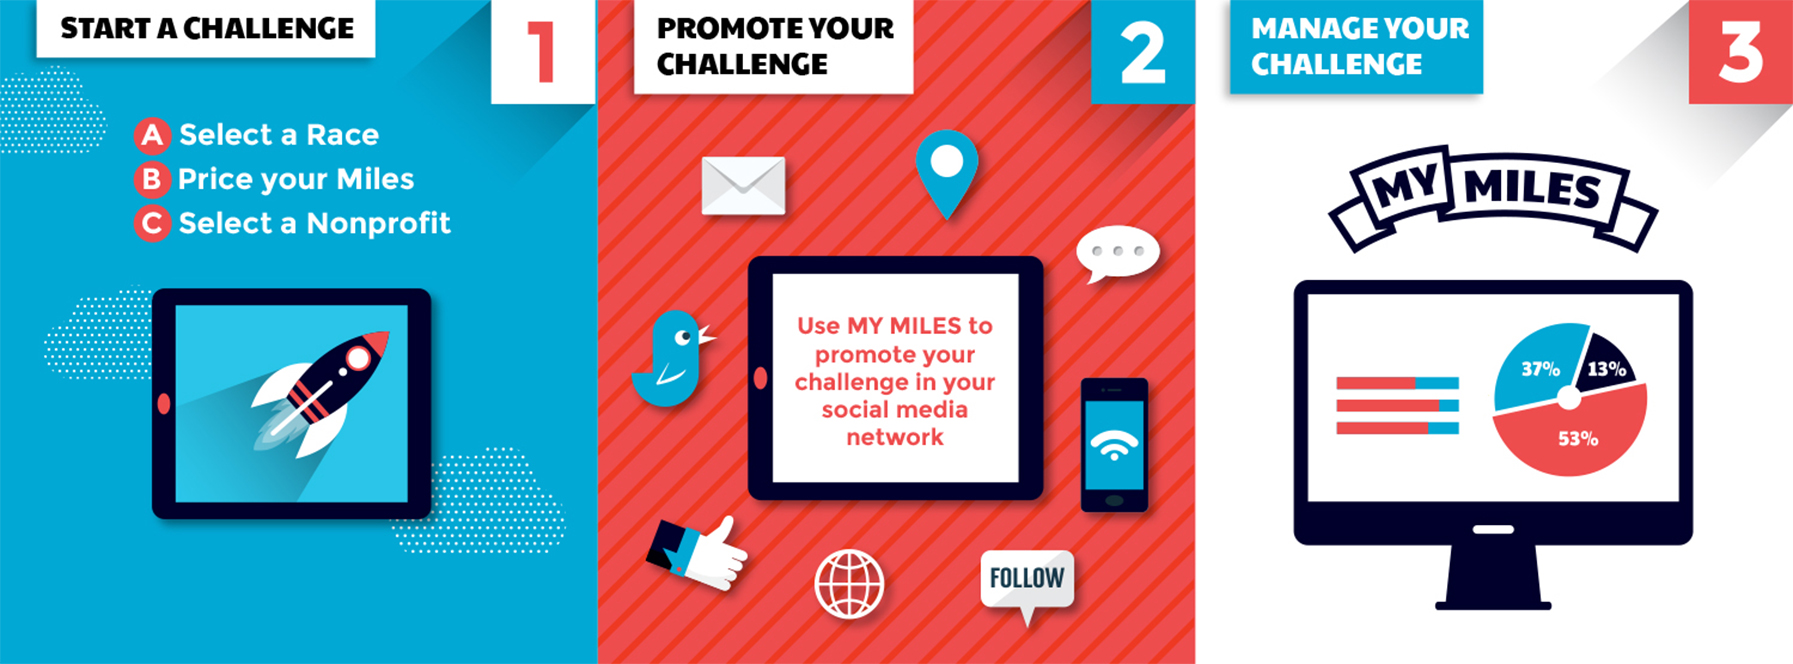 START A CHALLENGE
1
A Select a Race
B Price your Miles
C Select a Nonprofit
PROMOTE YOUR
CHALLENGE
2
Use MY MILES to
promote your
challenge in your
social media
network
FOLLOW
MANAGE YOUR
CHALLENGE
3
MY MILES
37%
13%
53%